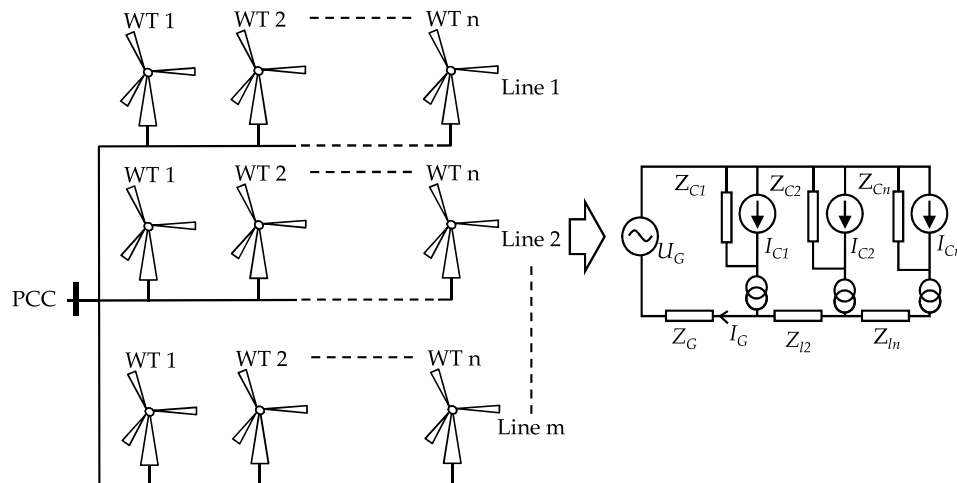 WT 1 WT 2 WT n
Line 1
WT 1 WT 2 WT n
Line 2
PCC
WT 1 WT 2 WT n
Line m
Z_C1 Z_C2 Z_Cn
U_G I_C1 I_C2 I_Cn
Z_G I_G Z_l2 Z_ln